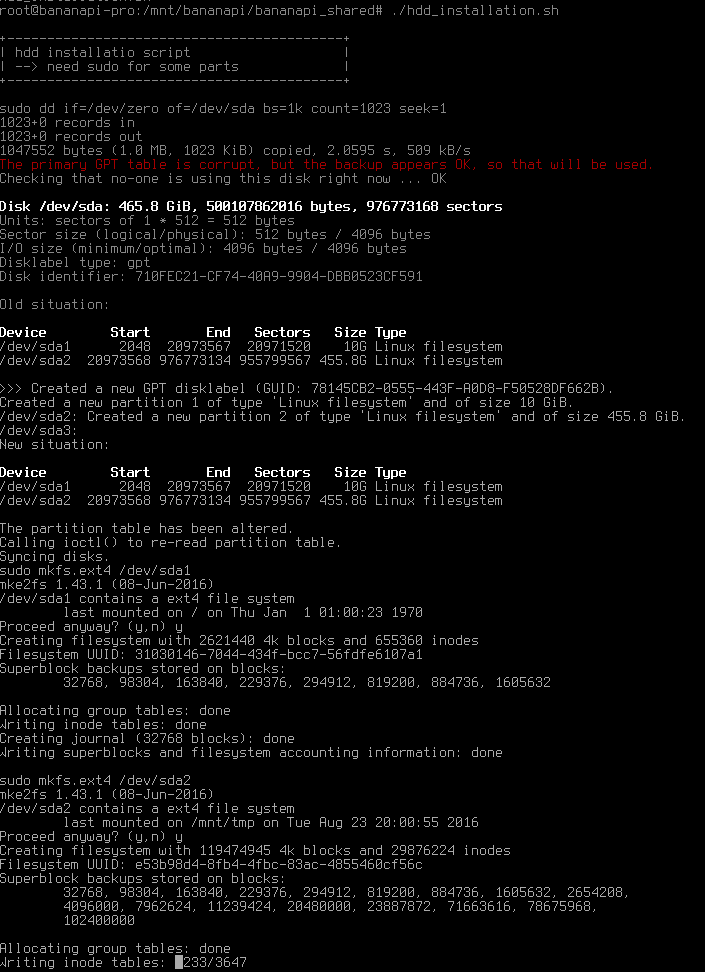 root@bananapi-pro:/mnt/bananapi/bananapi_shared# ./hdd_installation.sh
+------------------------------------------+
| hdd installatio script                   |
| --> need sudo for some parts             |
+------------------------------------------+
sudo dd if=/dev/zero of=/dev/sda bs=1k count=1023 seek=1
1023+0 records in
1023+0 records out
1047552 bytes (1.0 MB, 1023 KiB) copied, 2.0595 s, 509 kB/s
The primary GPT table is corrupt, but the backup appears OK, so that will be used.
Checking that no-one is using this disk right now ... OK
Disk /dev/sda: 465.8 GiB, 500107862016 bytes, 976773168 sectors
Units: sectors of 1 * 512 = 512 bytes
Sector size (logical/physical): 512 bytes / 4096 bytes
I/O size (minimum/optimal): 4096 bytes / 4096 bytes
Disklabel type: gpt
Disk identifier: 710FEC21-CF74-40A9-9904-DBB0523CF591
Old situation:
Device        Start       End   Sectors   Size Type
/dev/sda1      2048  20973567  20971520    10G Linux filesystem
/dev/sda2  20973568 976773134 955799567 455.8G Linux filesystem
>>> Created a new GPT disklabel (GUID: 78145CB2-0555-443F-A0D8-F50528DF662B).
Created a new partition 1 of type 'Linux filesystem' and of size 10 GiB.
/dev/sda2: Created a new partition 2 of type 'Linux filesystem' and of size 455.8 GiB.
/dev/sda3:
New situation:
Device        Start       End   Sectors   Size Type
/dev/sda1      2048  20973567  20971520    10G Linux filesystem
/dev/sda2  20973568 976773134 955799567 455.8G Linux filesystem
The partition table has been altered.
Calling ioctl() to re-read partition table.
Syncing disks.
sudo mkfs.ext4 /dev/sda1
mke2fs 1.43.1 (08-Jun-2016)
/dev/sda1 contains a ext4 file system
        last mounted on / on Thu Jan  1 01:00:23 1970
Proceed anyway? (y,n) y
Creating filesystem with 2621440 4k blocks and 655360 inodes
Filesystem UUID: 31030146-7044-434f-bcc7-56fdfe6107a1
Superblock backups stored on blocks:
        32768, 98304, 163840, 229376, 294912, 819200, 884736, 1605632
Allocating group tables: done
Writing inode tables: done
Creating journal (32768 blocks): done
Writing superblocks and filesystem accounting information: done
sudo mkfs.ext4 /dev/sda2
mke2fs 1.43.1 (08-Jun-2016)
/dev/sda2 contains a ext4 file system
        last mounted on /mnt/tmp on Tue Aug 23 20:00:55 2016
Proceed anyway? (y,n) y
Creating filesystem with 119474945 4k blocks and 29876224 inodes
Filesystem UUID: e53b98d4-8fb4-4fbc-83ac-4855460cf56c
Superblock backups stored on blocks:
        32768, 98304, 163840, 229376, 294912, 819200, 884736, 1605632, 2654208,
        4096000, 7962624, 11239424, 20480000, 23887872, 71663616, 78675968,
        102400000
Allocating group tables: done
Writing inode tables:  233/3647